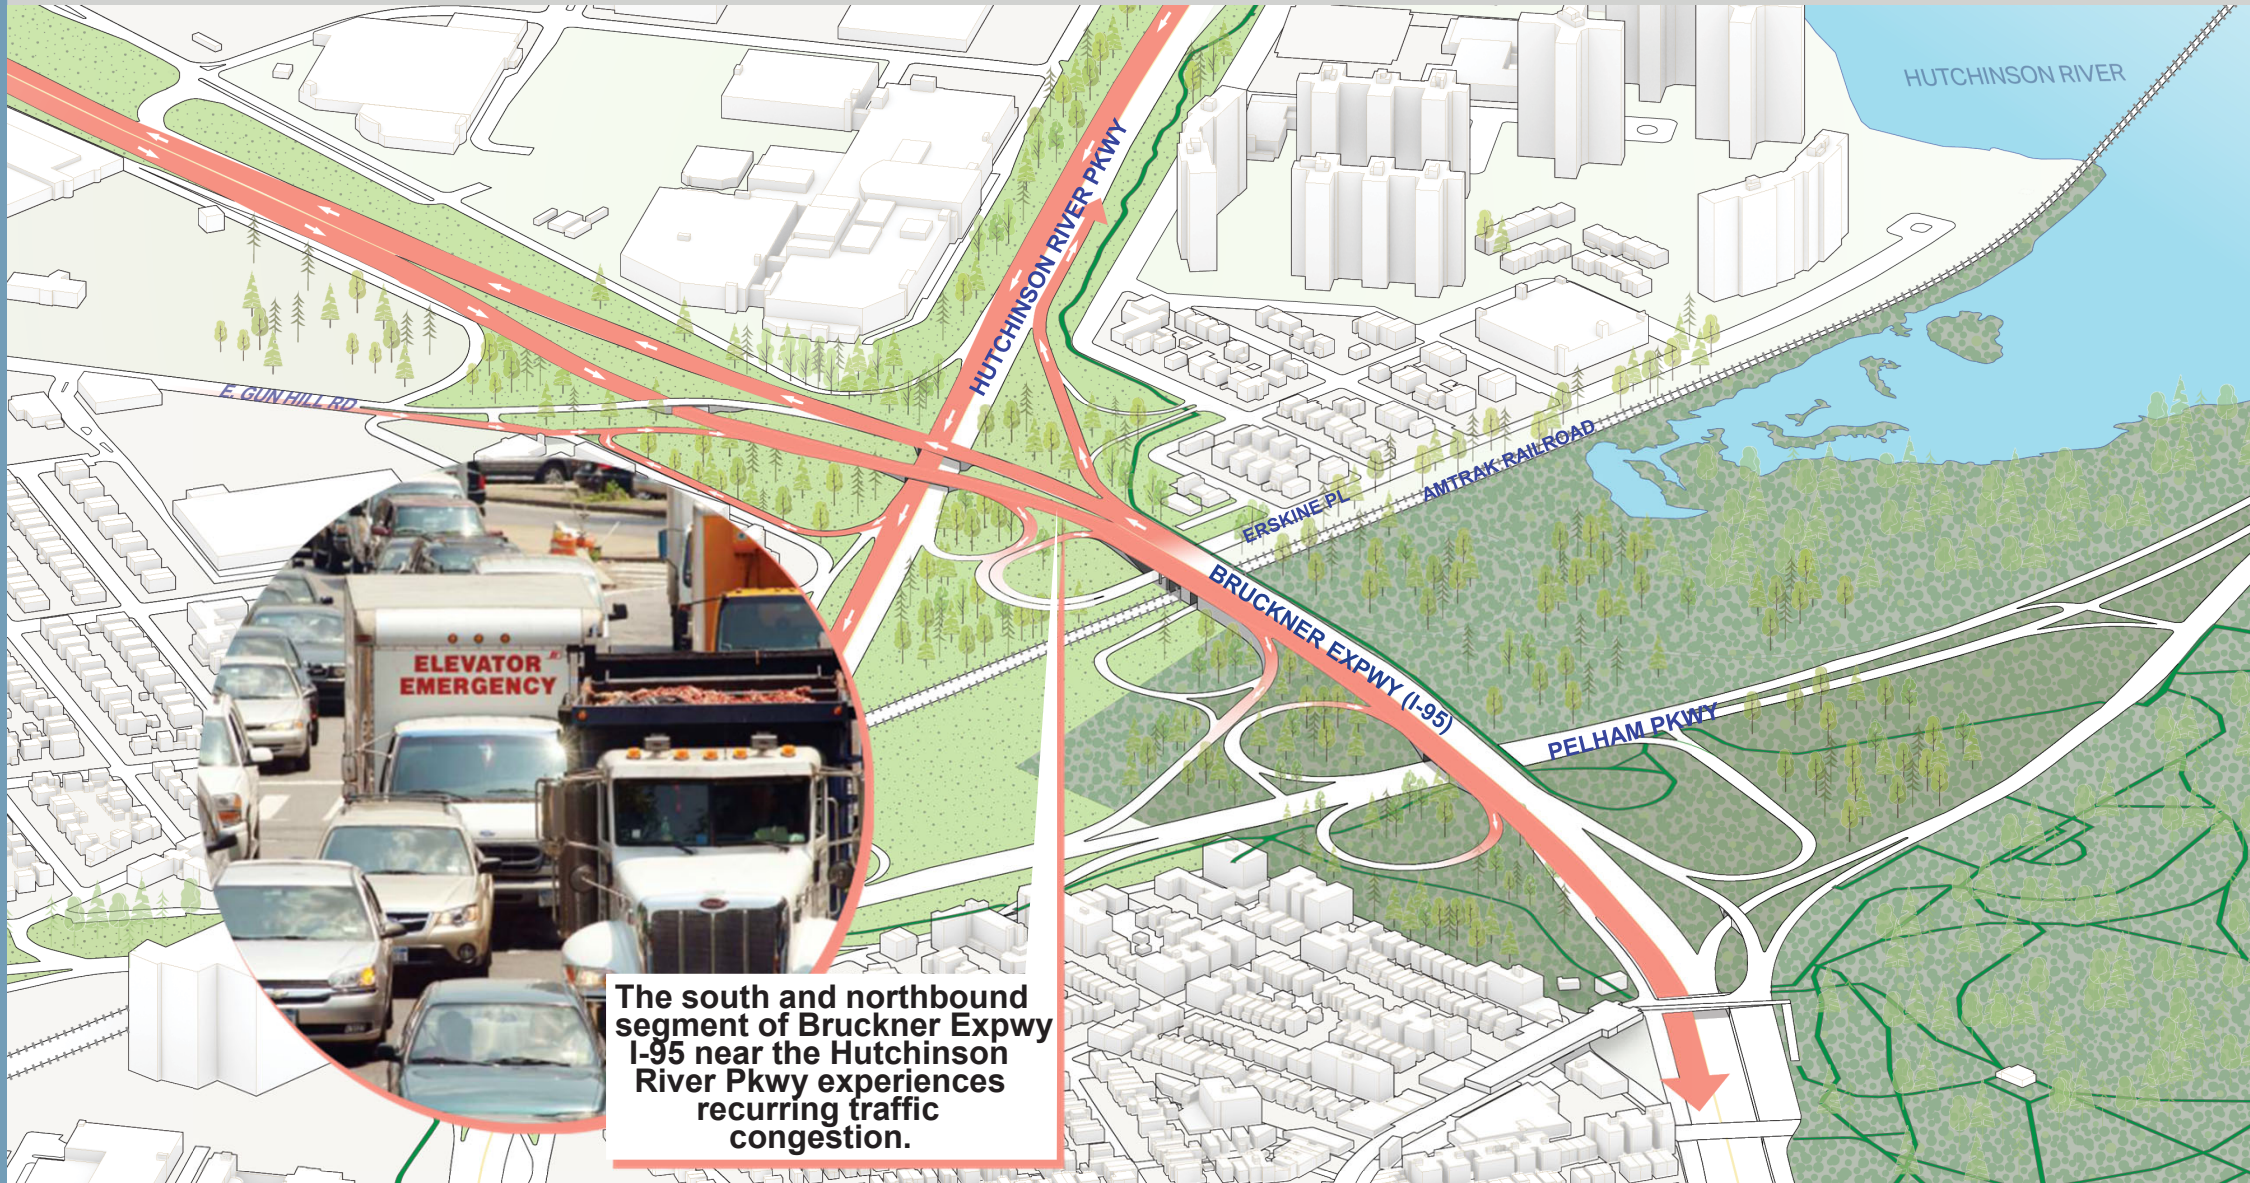 HUTCHINSON RIVER
HUTCHINSON RIVER PKWY
E. GUN HILL RD
AMTRAK RAILROAD
ERSKINE PL
BRUCKNER EXPWY (I-95)
PELHAM PKWY
ELEVATOR
EMERGENCY
The south and northbound
segment of Bruckner Expwy
I-95 near the Hutchinson
River Pkwy experiences
recurring traffic
congestion.